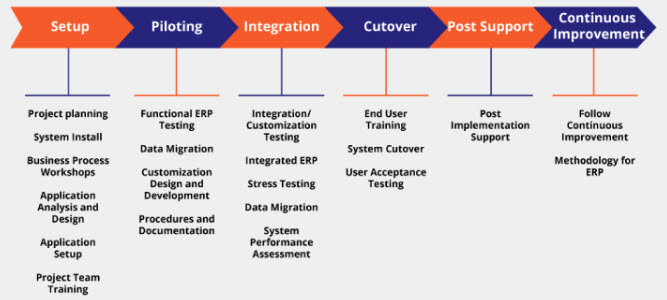 Setup
Piloting
Integration
Cutover
Post Support
Continuous
Improvement
Project planning
System Install
Business Process
Workshops
Application
Analysis and
Design
Application
Setup
Project Team
Training
Functional ERP
Testing
Data Migration
Customization
Design and
Development
Procedures and
Documentation
Integration/
Customization
Testing
Integrated ERP
Stress Testing
Data Migration
System
Performance
Assessment
End User
Training
System Cutover
User Acceptance
Testing
Post
Implementation
Support
Follow
Continuous
Improvement
Methodology for
ERP